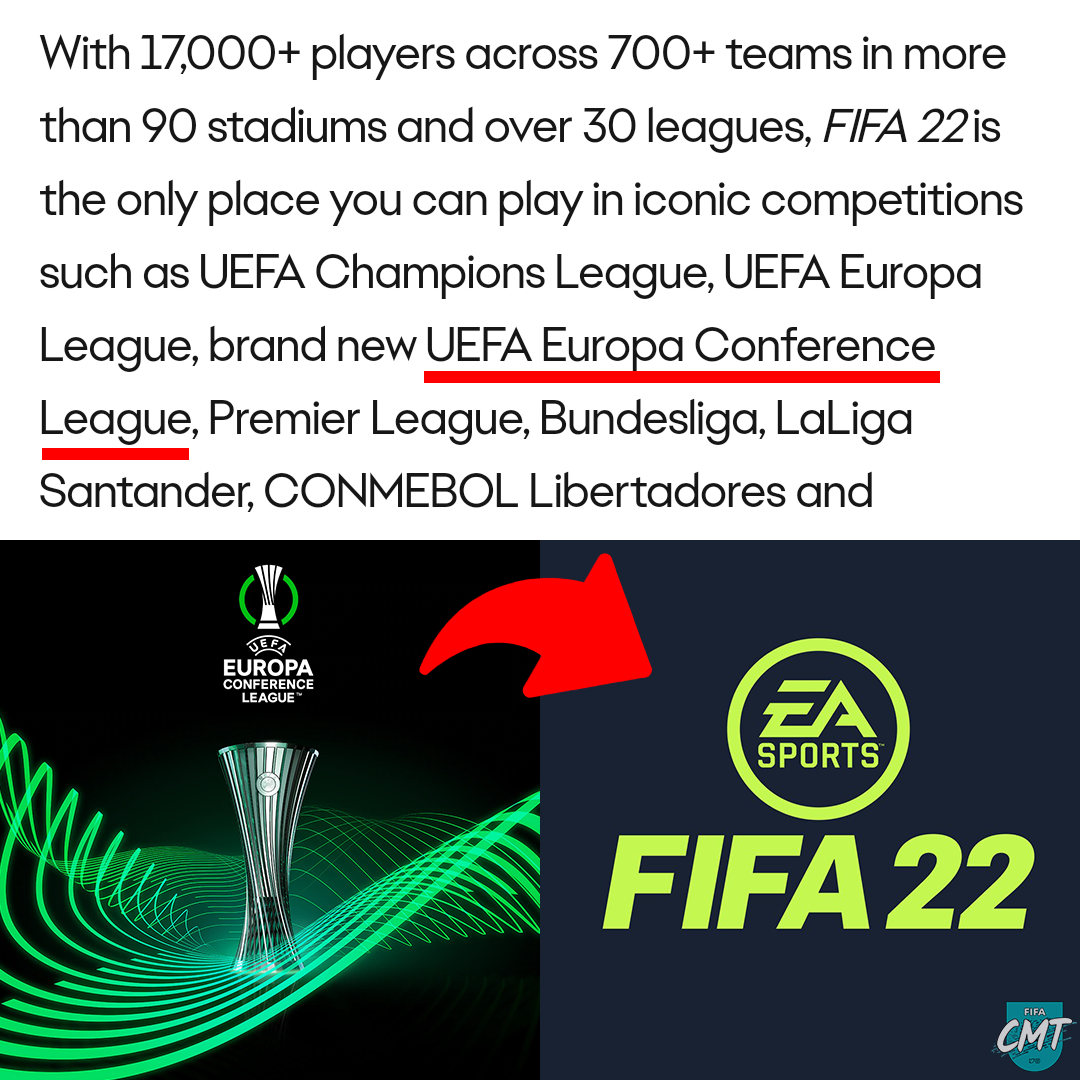 With 17,000+ players across 700+ teams in more
than 90 stadiums and over 30 leagues, FIFA 22 is
the only place you can play in iconic competitions
such as UEFA Champions League, UEFA Europa
League, brand new UEFA Europa Conference
League, Premier League, Bundesliga, LaLiga
Santander, CONMEBOL Libertadores and
UEFA
EUROPA
CONFERENCE
LEAGUE™
EA
SPORTS™
FIFA 22
FIFA
CMT